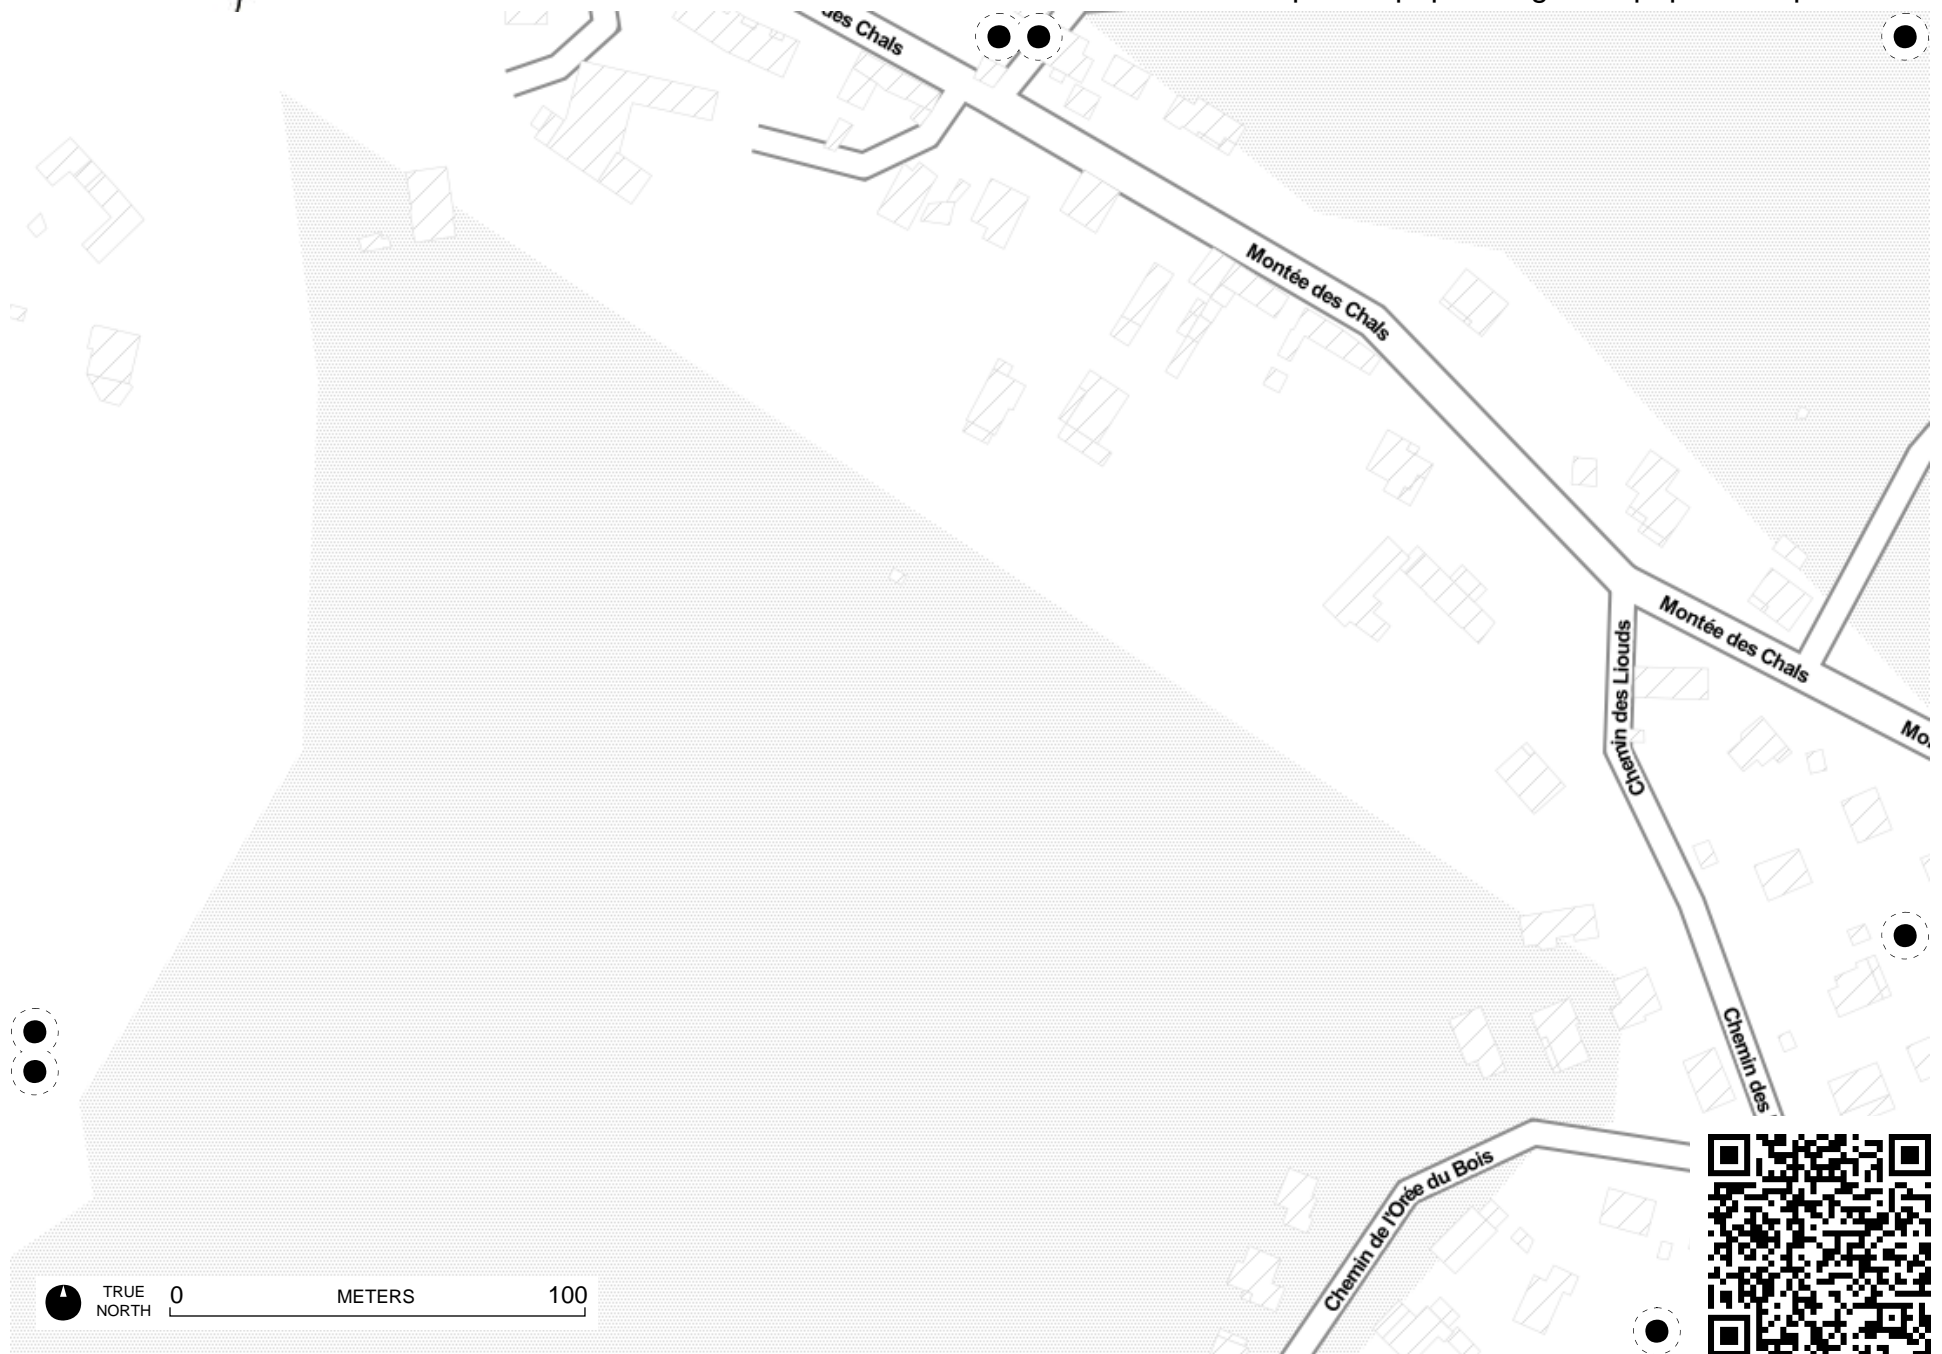 des Chals
Montée des Chals
Montée des Chals
Chemin des Liouds
Chemin des
Chemin de l'Orée du Bois
TRUE
NORTH
0 METERS 100